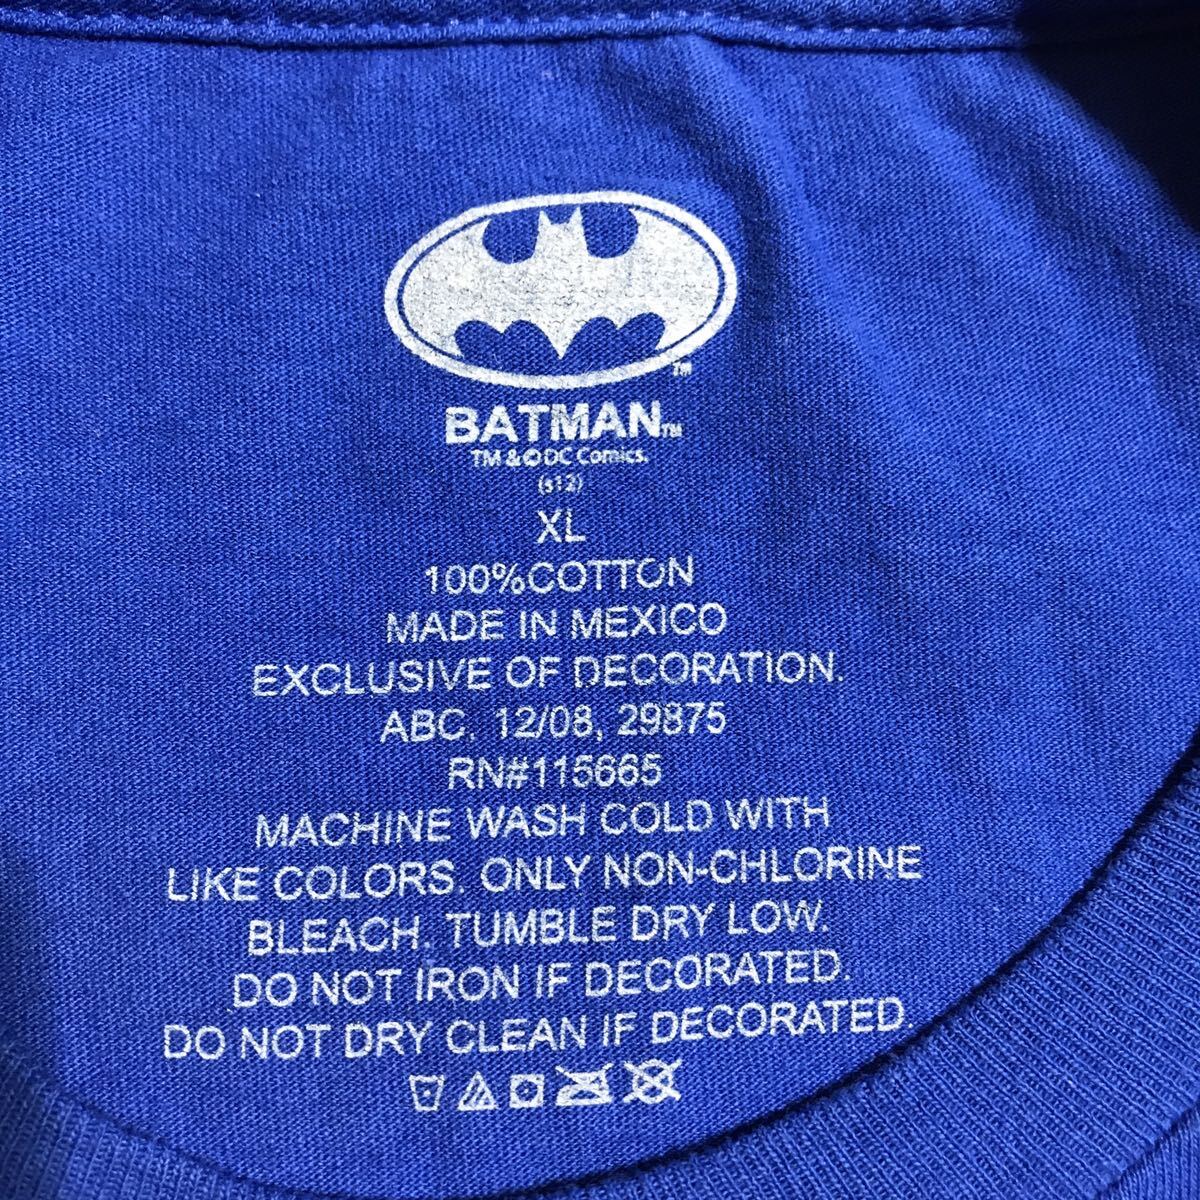 TM
BATMAN™
TM & © DC Comics.
(s12)
XL
100%COTTON
MADE IN MEXICO
EXCLUSIVE OF DECORATION.
ABC, 12/08, 29875
RN#115665
MACHINE WASH COLD WITH
LIKE COLORS. ONLY NON-CHLORINE
BLEACH. TUMBLE DRY LOW.
DO NOT IRON IF DECORATED.
DO NOT DRY CLEAN IF DECORATED.